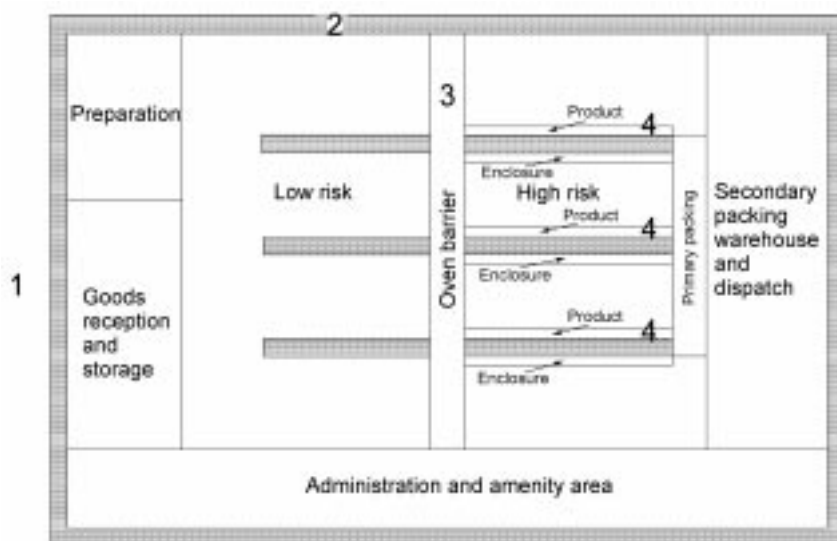 2
3
Preparation
Product
4
Enclosure
Low risk
High risk
Secondary
packing
warehouse
and
dispatch
Product
4
Oven barrier
Primary packing
Enclosure
1
Goods
reception
and
storage
Product
4
Enclosure
Administration and amenity area